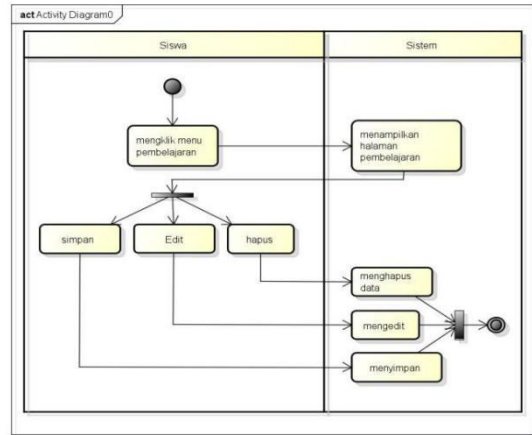 act Activity Diagram0
Siswa
Sistem
mengklik menu
pembelajaran
menampilkan
halaman
pembelajaran
simpan
Edit
hapus
menghapus
data
mengedit
menyimpan